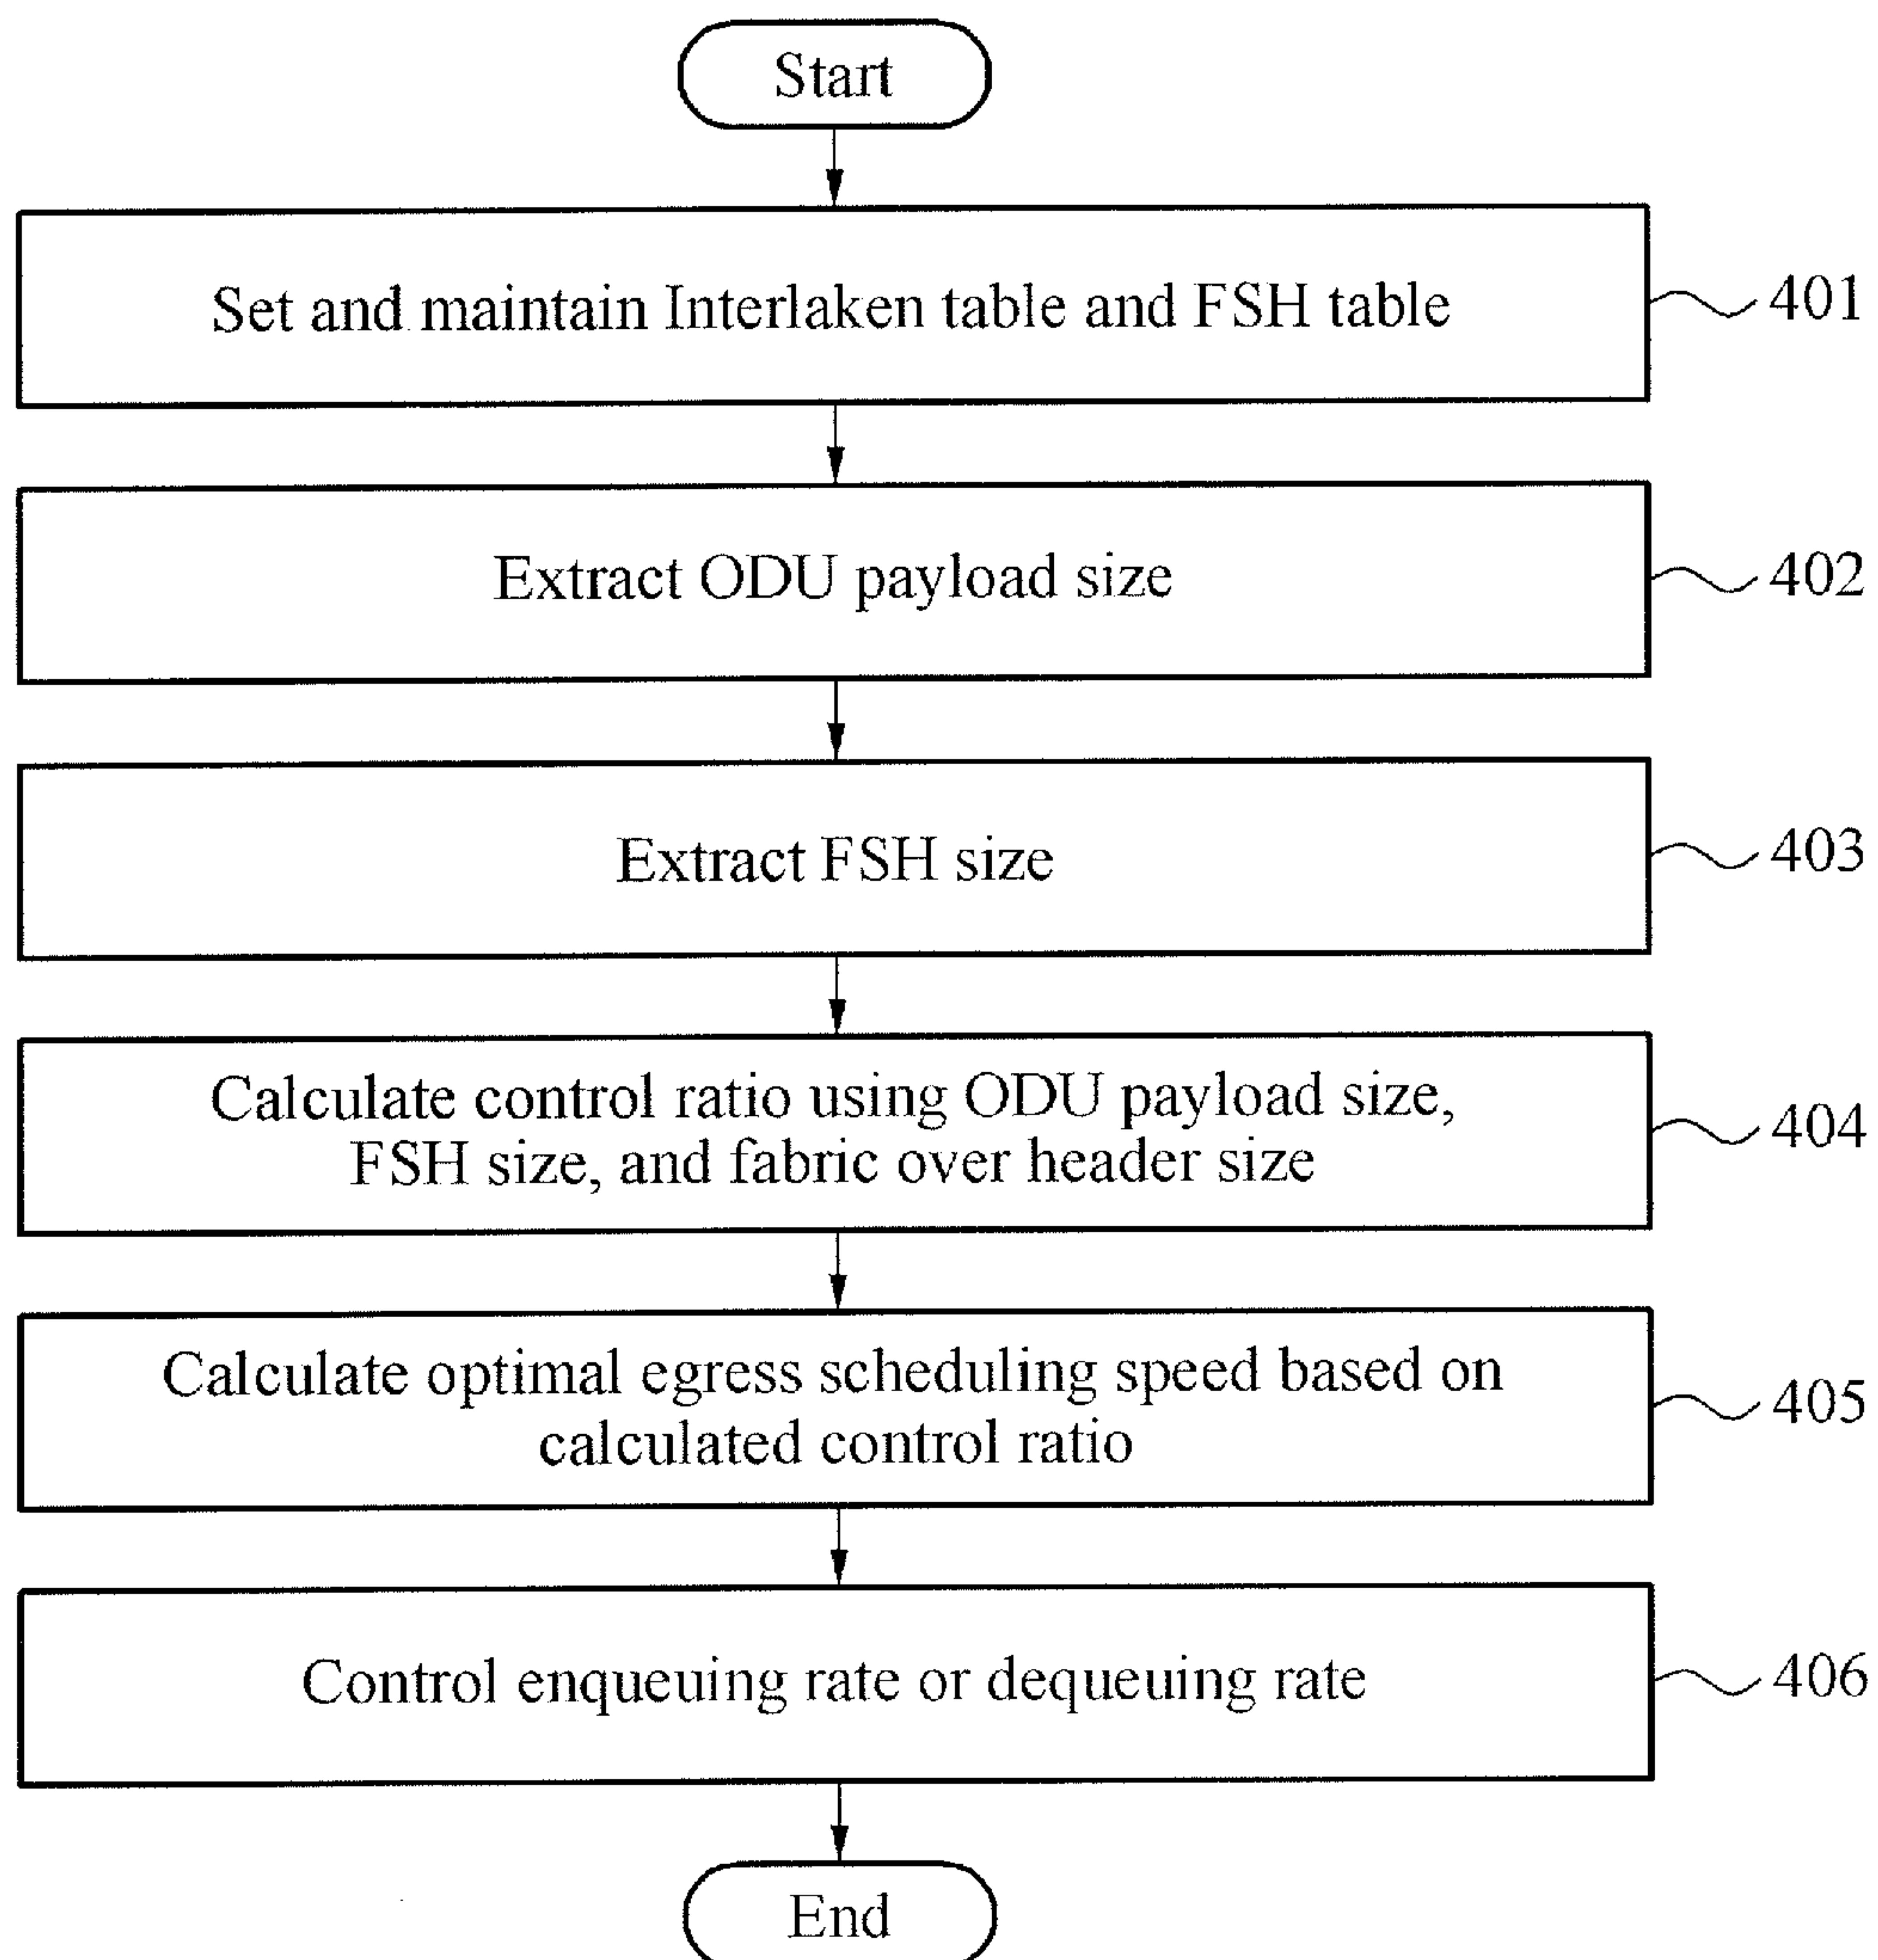 Start
Set and maintain Interlaken table and FSH table
401
Extract ODU payload size
402
Extract FSH size
403
Calculate control ratio using ODU payload size,
FSH size, and fabric over header size
404
Calculate optimal egress scheduling speed based on
calculated control ratio
405
Control enqueuing rate or dequeuing rate
406
End